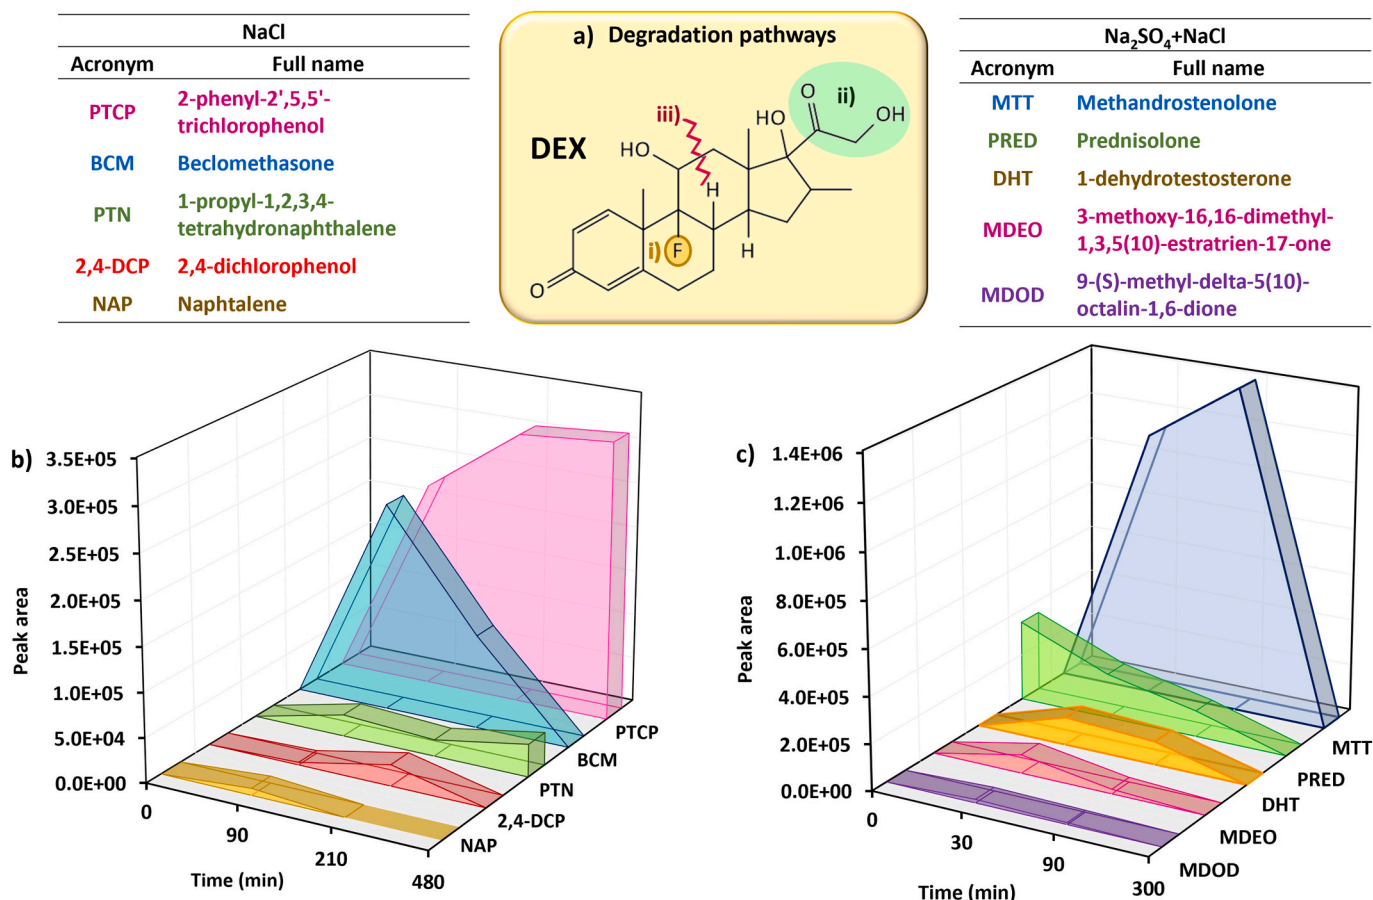 NaCl
Acronym Full name
PTCP 2-phenyl-2',5,5'-
trichlorophenol
BCM Beclomethasone
PTN 1-propyl-1,2,3,4-
tetrahydronaphthalene
2,4-DCP 2,4-dichlorophenol
NAP Naphtalene
a) Degradation pathways
DEX
iii)
ii)
i)
O
OH
HO
HO
H
F
H
O
Na2SO4+NaCl
Acronym Full name
MTT Methandrostenolone
PRED Prednisolone
DHT 1-dehydrotestosterone
MDEO 3-methoxy-16,16-dimethyl-
1,3,5(10)-estratrien-17-one
MDOD 9-(S)-methyl-delta-5(10)-
octalin-1,6-dione
b)
Peak area
3.5E+05
3.0E+05
2.5E+05
2.0E+05
1.5E+05
1.0E+05
5.0E+04
0.0E+00
0
90
210
480
Time (min)
PTCP
BCM
PTN
2,4-DCP
NAP
c)
Peak area
1.4E+06
1.2E+06
1.0E+06
8.0E+05
6.0E+05
4.0E+05
2.0E+05
0.0E+00
0
30
90
300
Time (min)
MTT
PRED
DHT
MDEO
MDOD